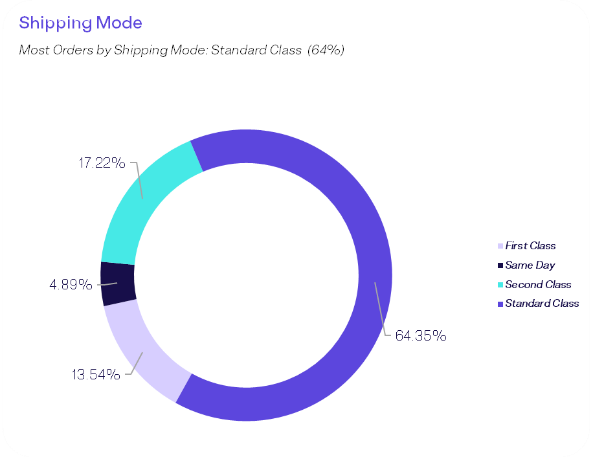 Shipping Mode
Most Orders by Shipping Mode: Standard Class (64%)
17.22%
4.89%
13.54%
64.35%
First Class
Same Day
Second Class
Standard Class